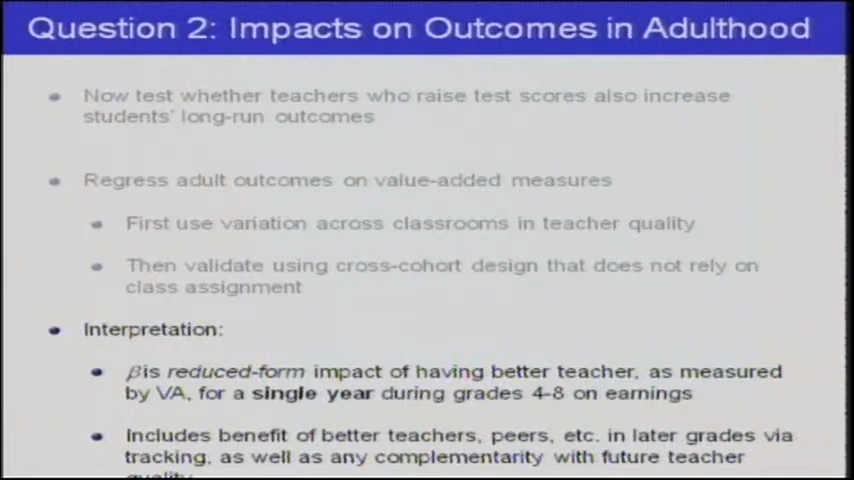 Question 2: Impacts on Outcomes in Adulthood
Now test whether teachers who raise test scores also increase
students' long-run outcomes
Regress adult outcomes on value-added measures
First use variation across classrooms in teacher quality
Then validate using cross-cohort design that does not rely on
class assignment
Interpretation:
βis reduced-form impact of having better teacher, as measured
by VA, for a single year during grades 4-8 on earnings
Includes benefit of better teachers, peers, etc. in later grades via
tracking, as well as any complementarity with future teacher